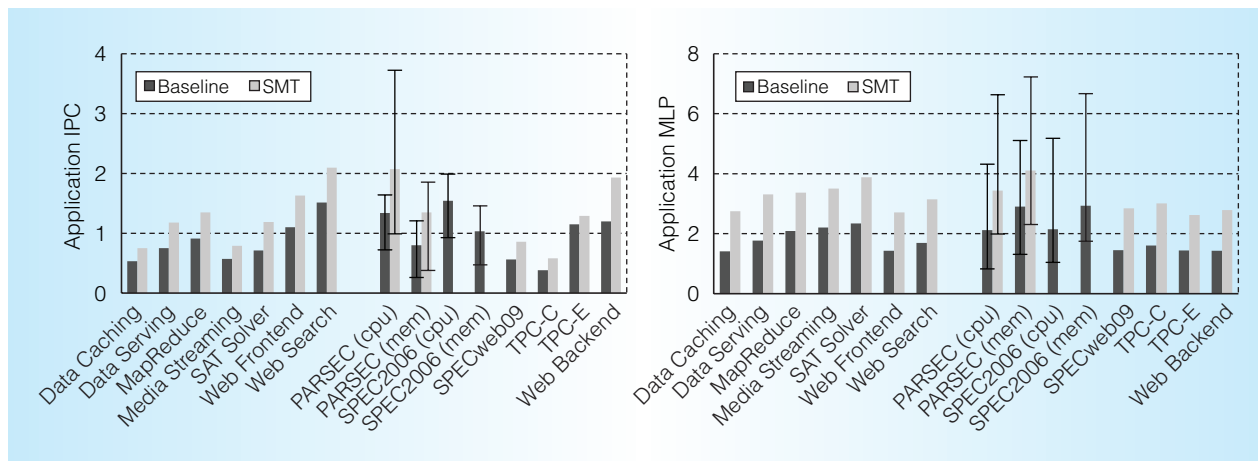 Application IPC
4
3
2
1
0
Baseline SMT
Data Caching
Data Serving
MapReduce
Media Streaming
SAT Solver
Web Frontend
Web Search
PARSEC (cpu)
PARSEC (mem)
SPEC2006 (cpu)
SPEC2006 (mem)
SPECweb09
TPC-C
TPC-E
Web Backend
Application MLP
8
6
4
2
0
Baseline SMT
Data Caching
Data Serving
MapReduce
Media Streaming
SAT Solver
Web Frontend
Web Search
PARSEC (cpu)
PARSEC (mem)
SPEC2006 (cpu)
SPEC2006 (mem)
SPECweb09
TPC-C
TPC-E
Web Backend